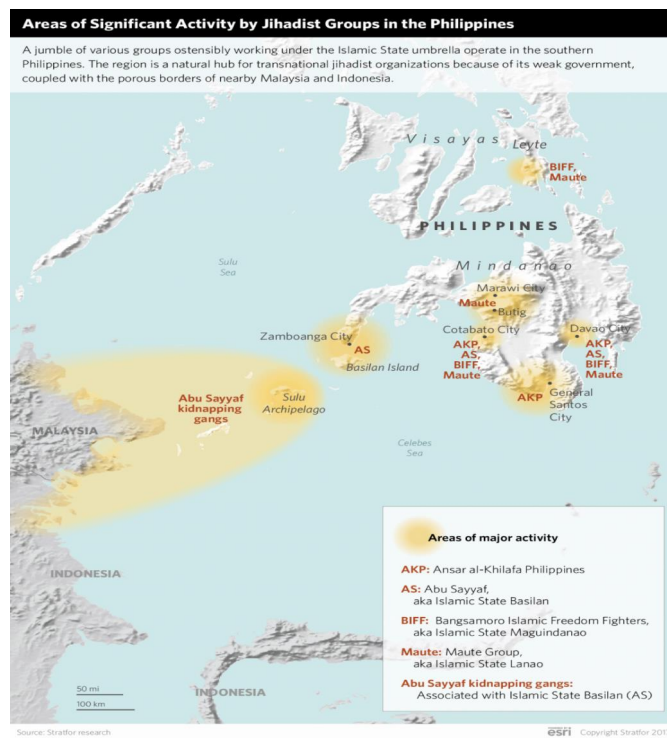 Areas of Significant Activity by Jihadist Groups in the Philippines
A jumble of various groups ostensibly working under the Islamic State umbrella operate in the southern
Philippines. The region is a natural hub for transnational jihadist organizations because of its weak government,
coupled with the porous borders of nearby Malaysia and Indonesia.
Visayas
Leyte
BIFF,
Maute
PHILIPPINES
Sulu
Sea
Mindanao
Marawi City
Maute
Butig
Zamboanga City
AS
Basilan Island
Cotabato City
AKP,
AS,
BIFF,
Maute
Davao City
AKP,
AS,
BIFF,
Maute
Abu Sayyaf
kidnapping
gangs
Sulu
Archipelago
AKP
General
Santos
City
MALAYSIA
Celebes
Sea
Areas of major activity
AKP: Ansar al-Khilafa Philippines
AS: Abu Sayyaf,
aka Islamic State Basilan
BIFF: Bangsamoro Islamic Freedom Fighters,
aka Islamic State Maguindanao
Maute: Maute Group,
aka Islamic State Lanao
Abu Sayyaf kidnapping gangs:
Associated with Islamic State Basilan (AS)
INDONESIA
50 mi
100 km
INDONESIA
Source: Stratfor research
esri Copyright Stratfor 201